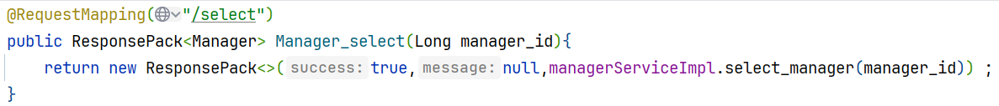 @RequestMapping("/select")
public ResponsePack<Manager> Manager_select(Long manager_id){
    return new ResponsePack<>( success: true, message: null,managerServiceImpl.select_manager(manager_id)) ;
}